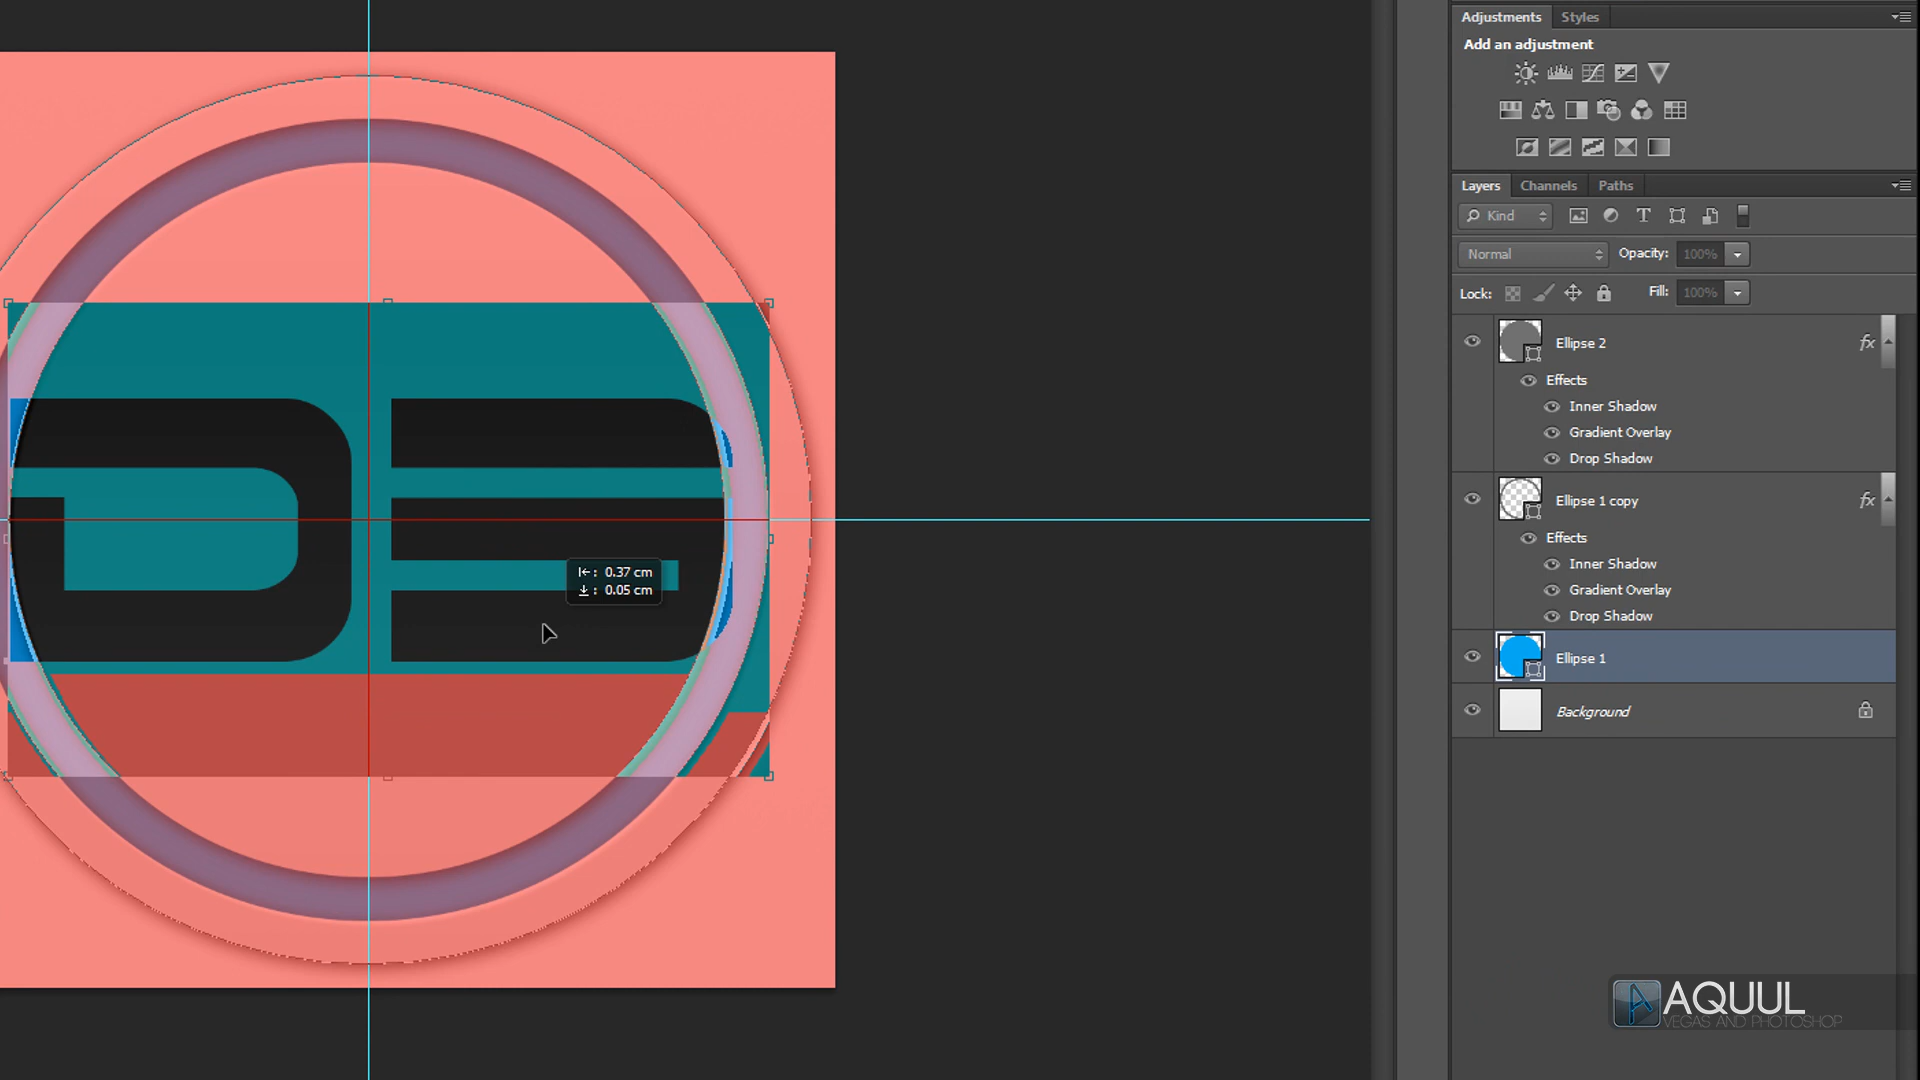 Adjustments Styles
Add an adjustment
Layers Channels Paths
Kind
Normal Opacity: 100%
Lock: Fill: 100%
Ellipse 2 fx
Effects
Inner Shadow
Gradient Overlay
Drop Shadow
Ellipse 1 copy fx
Effects
Inner Shadow
Gradient Overlay
Drop Shadow
Ellipse 1
Background
: 0.37 cm
: 0.05 cm
AQUUL
VEGAS AND PHOTOSHOP